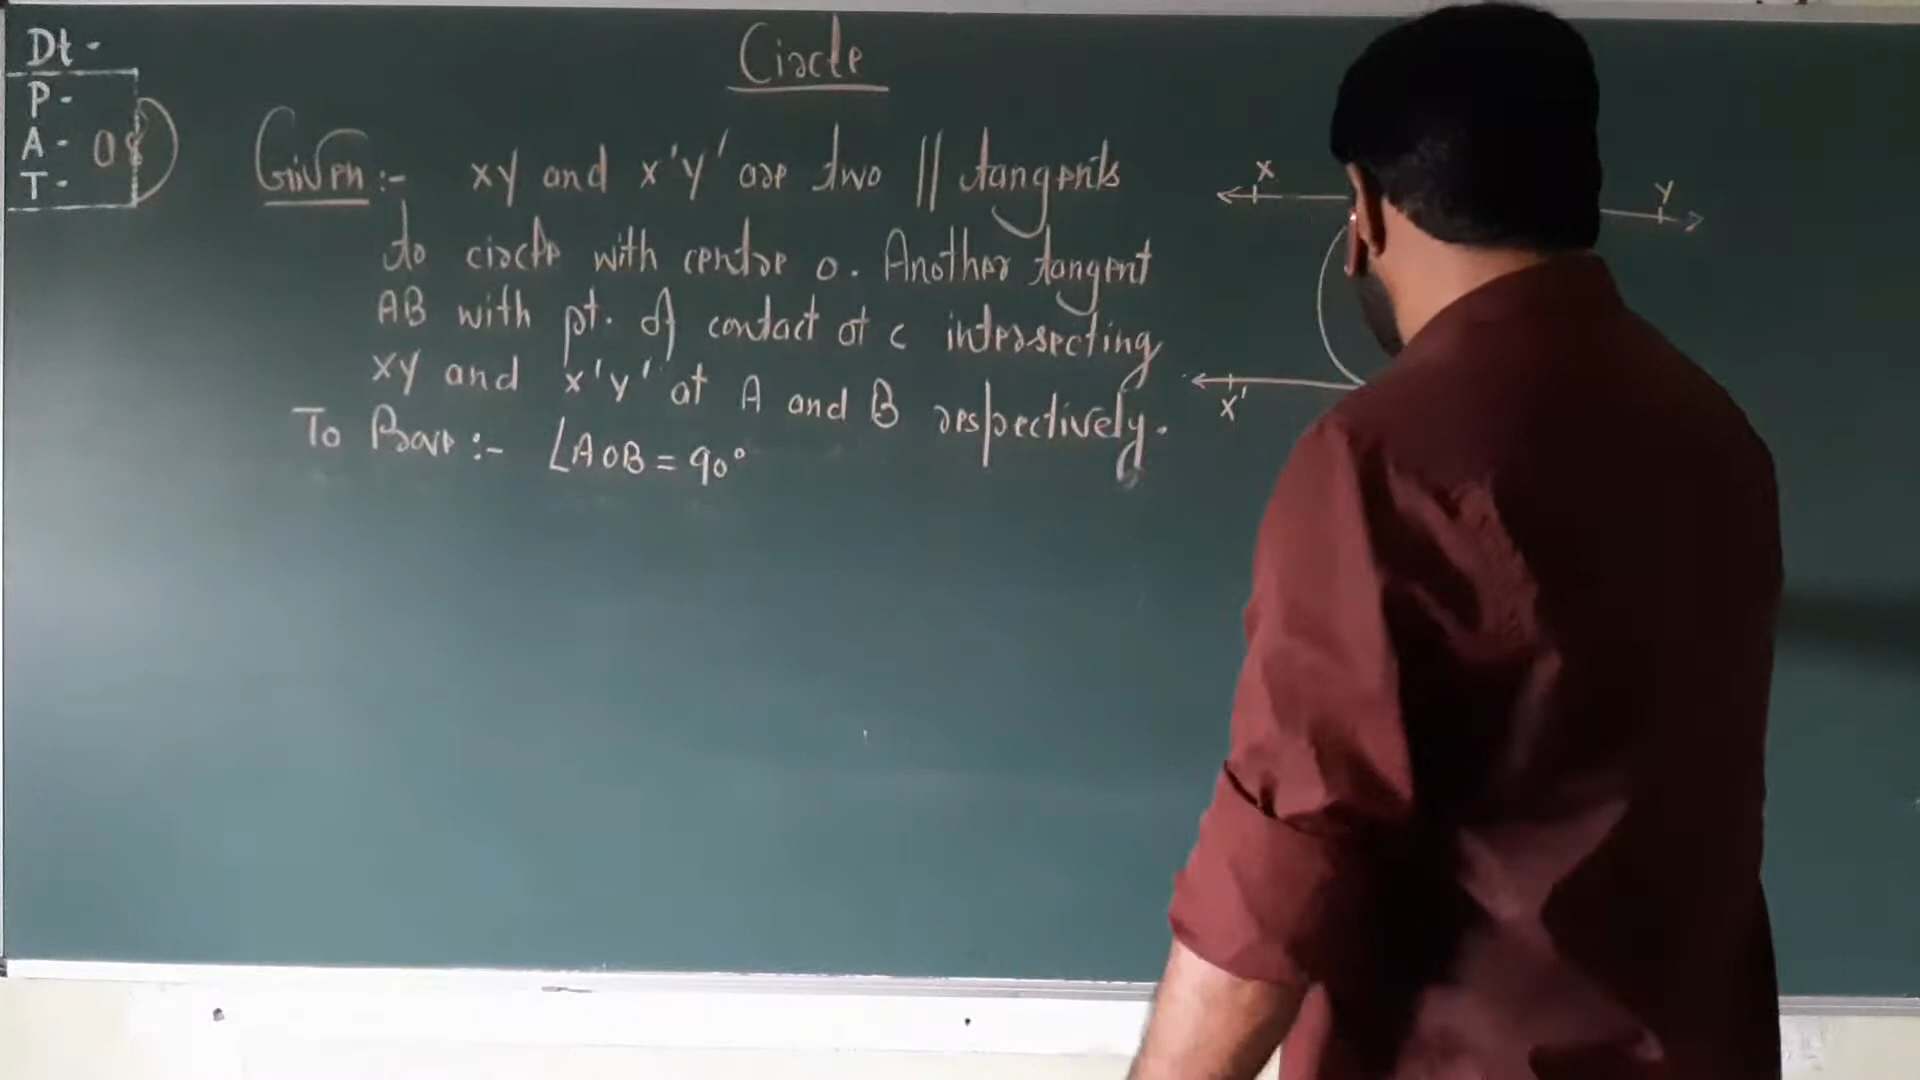 Dt -
P -
A - 08
T -
Circle
Given :- XY and X'Y' are two || tangents
to circle with centre O. Another tangent
AB with pt. of contact at C intersecting
XY and X'Y' at A and B respectively.
To Prove :- ∠AOB = 90°
X
Y
X'